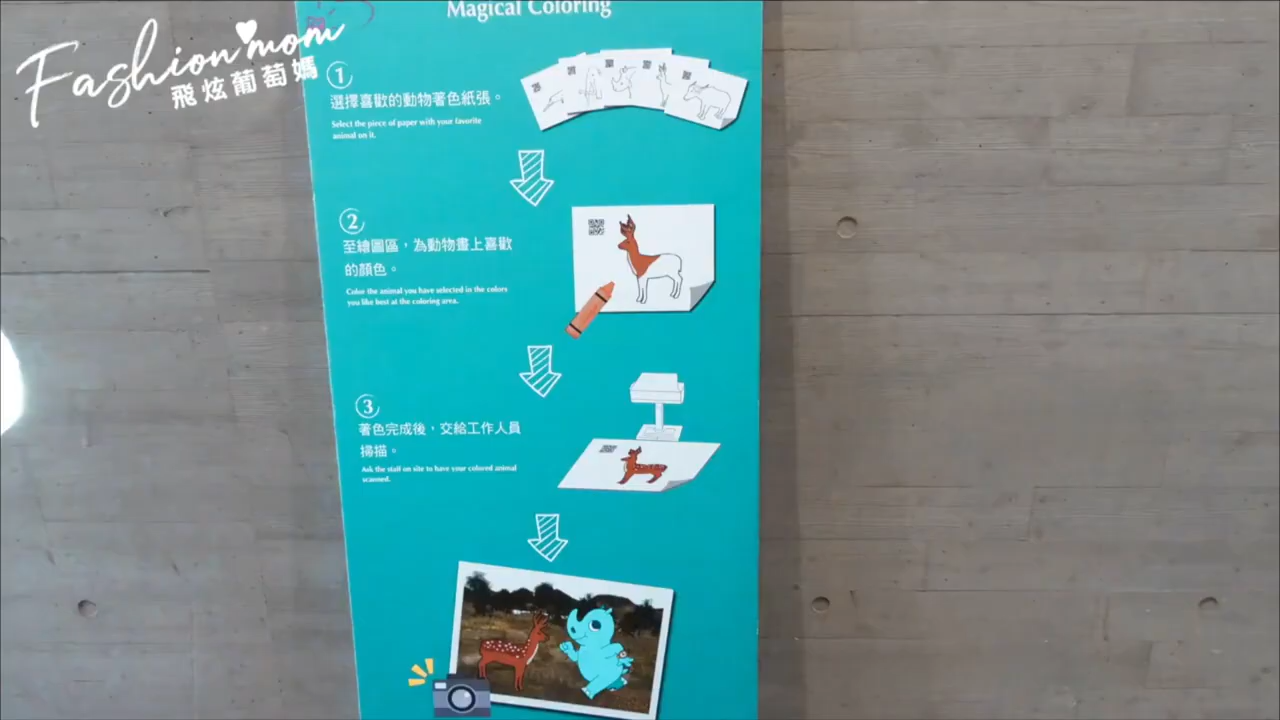 Magical Coloring
Fashion mom
飛炫葡萄媽
1
選擇喜歡的動物著色紙張。
Select the piece of paper with your favorite
animal on it.
2
至繪圖區，為動物畫上喜歡
的顏色。
Color the animal you have selected in the colors
you like best at the coloring area.
3
著色完成後，交給工作人員
掃描。
Ask the staff on site to have your colored animal
scanned.